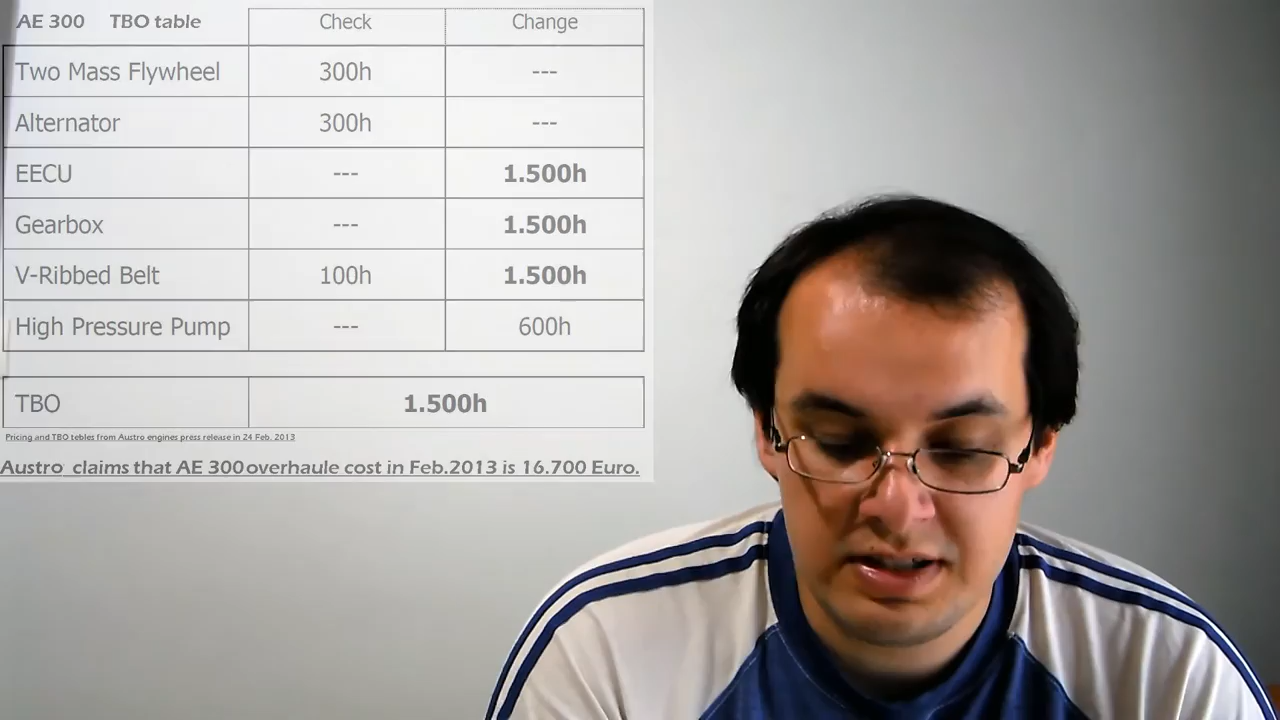 AE 300 TBO table Check Change
Two Mass Flywheel 300h ---
Alternator 300h ---
EECU --- 1.500h
Gearbox --- 1.500h
V-Ribbed Belt 100h 1.500h
High Pressure Pump --- 600h
TBO 1.500h
Pricing and TBO tebles from Austro engines press release in 24 Feb. 2013
Austro claims that AE 300 overhaule cost in Feb.2013 is 16.700 Euro.